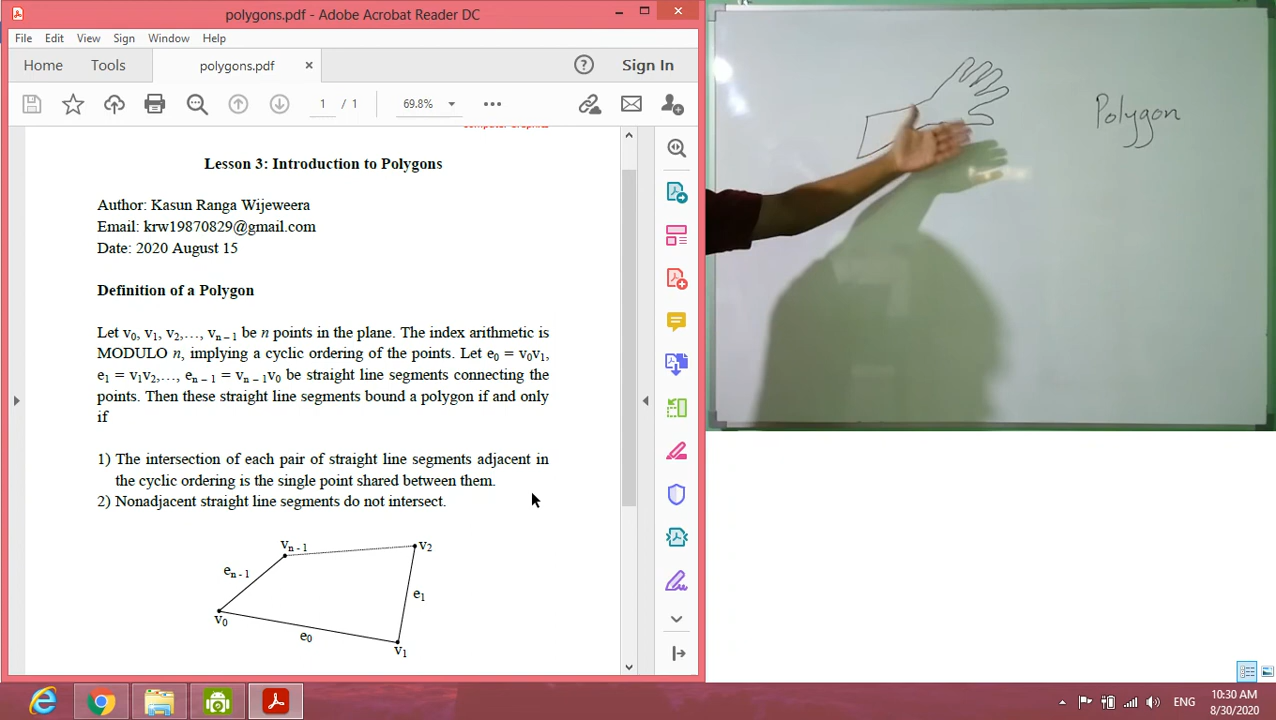 polygons.pdf - Adobe Acrobat Reader DC
File Edit View Sign Window Help
Home Tools polygons.pdf × Sign In
1 / 1 69.8%
Computer Graphics
Lesson 3: Introduction to Polygons
Author: Kasun Ranga Wijeweera
Email: krw19870829@gmail.com
Date: 2020 August 15
Definition of a Polygon
Let v0, v1, v2,…, vn – 1 be n points in the plane. The index arithmetic is
MODULO n, implying a cyclic ordering of the points. Let e0 = v0v1,
e1 = v1v2,…, en – 1 = vn – 1v0 be straight line segments connecting the
points. Then these straight line segments bound a polygon if and only
if
1) The intersection of each pair of straight line segments adjacent in
the cyclic ordering is the single point shared between them.
2) Nonadjacent straight line segments do not intersect.
vn - 1
v2
en - 1
e1
v0
e0
v1
Polygon
ENG
10:30 AM
8/30/2020